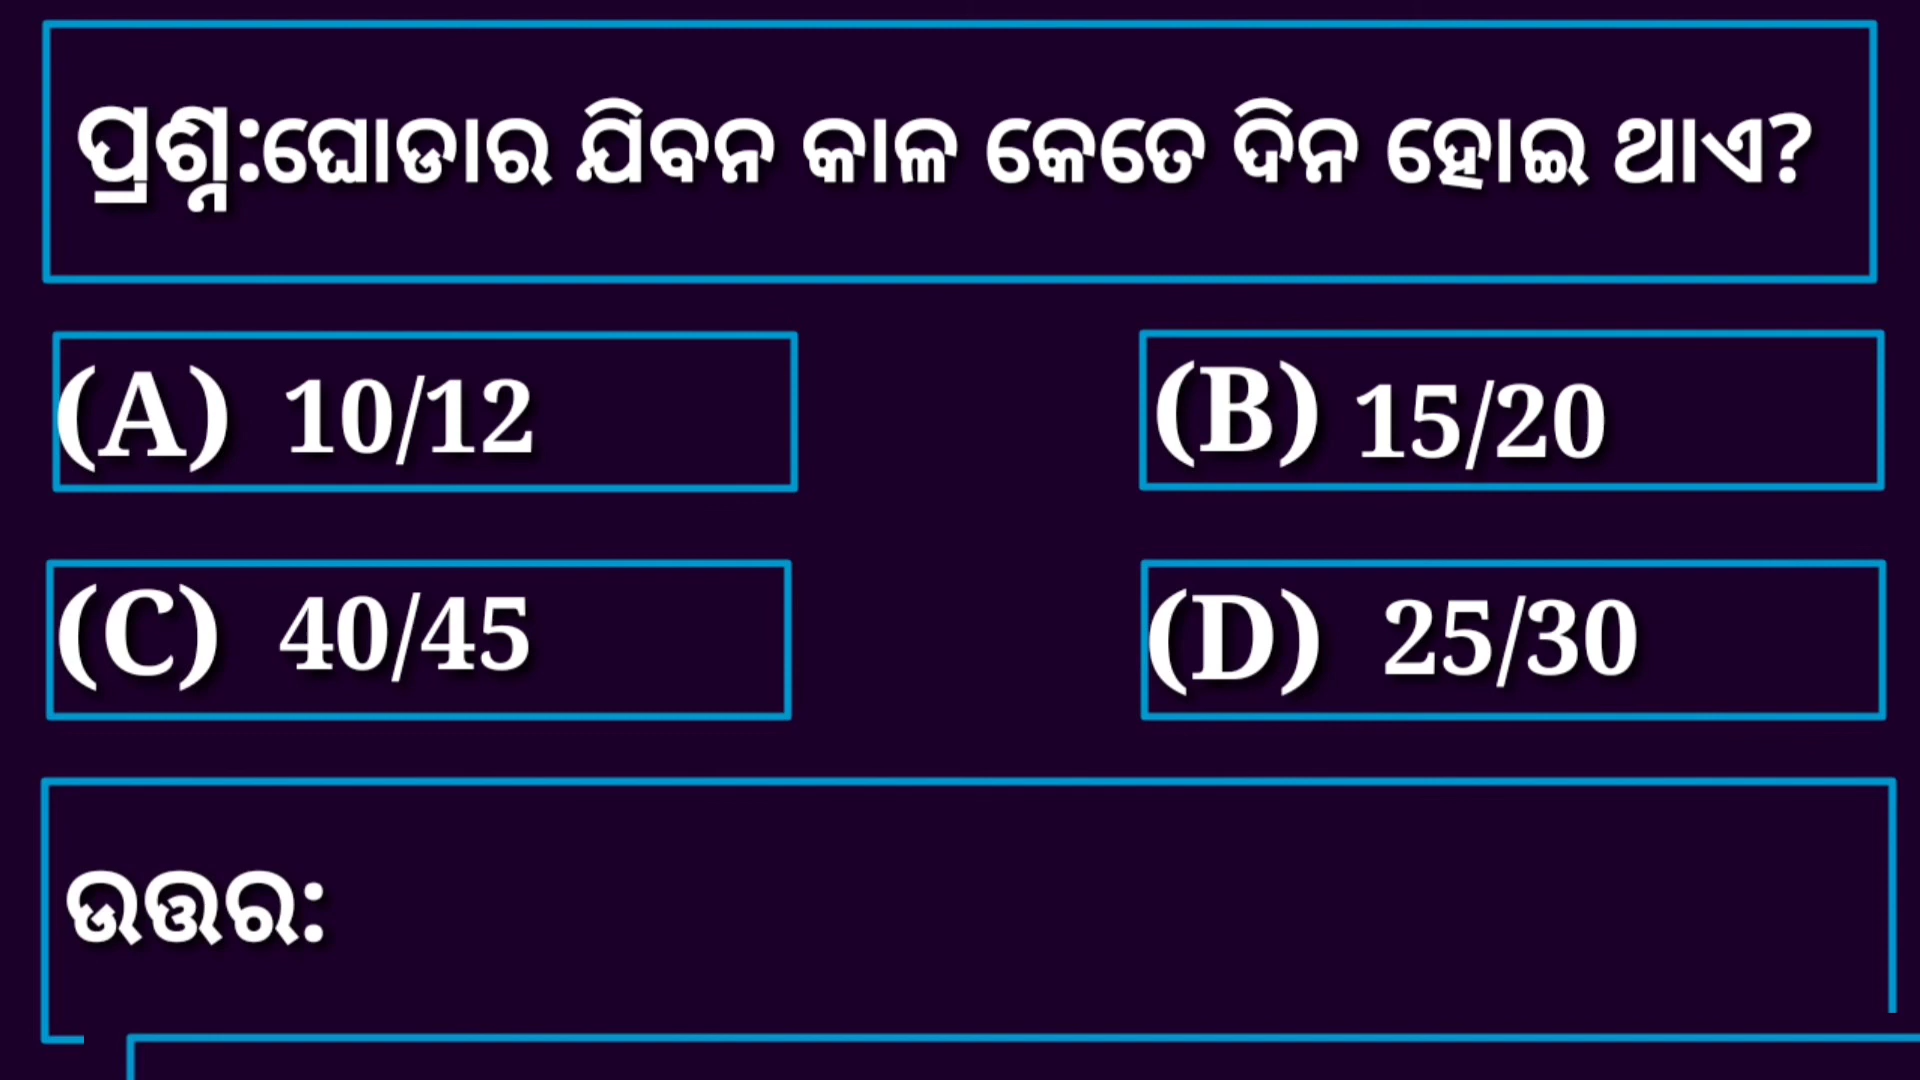 ପ୍ରଶ୍ନ:ଘୋଡାର ଯିବନ କାଳ କେତେ ଦିନ ହୋଇ ଥାଏ?
(A) 10/12
(B) 15/20
(C) 40/45
(D) 25/30
ଉତ୍ତର: